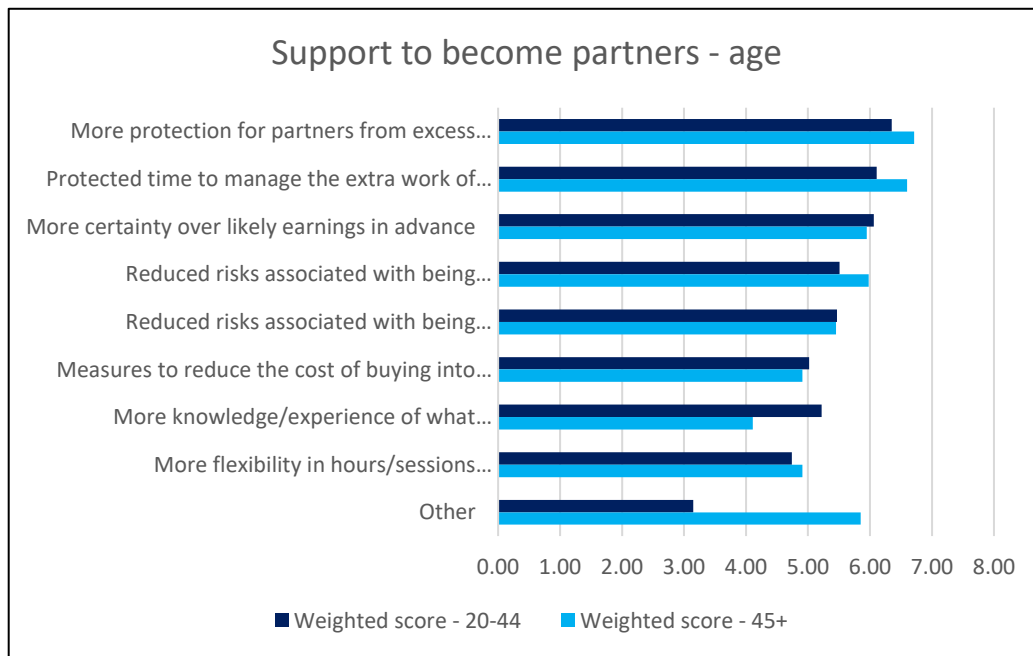 Support to become partners - age
More protection for partners from excess...
Protected time to manage the extra work of...
More certainty over likely earnings in advance
Reduced risks associated with being...
Reduced risks associated with being...
Measures to reduce the cost of buying into...
More knowledge/experience of what...
More flexibility in hours/sessions...
Other
0.00 1.00 2.00 3.00 4.00 5.00 6.00 7.00 8.00
Weighted score - 20-44 Weighted score - 45+